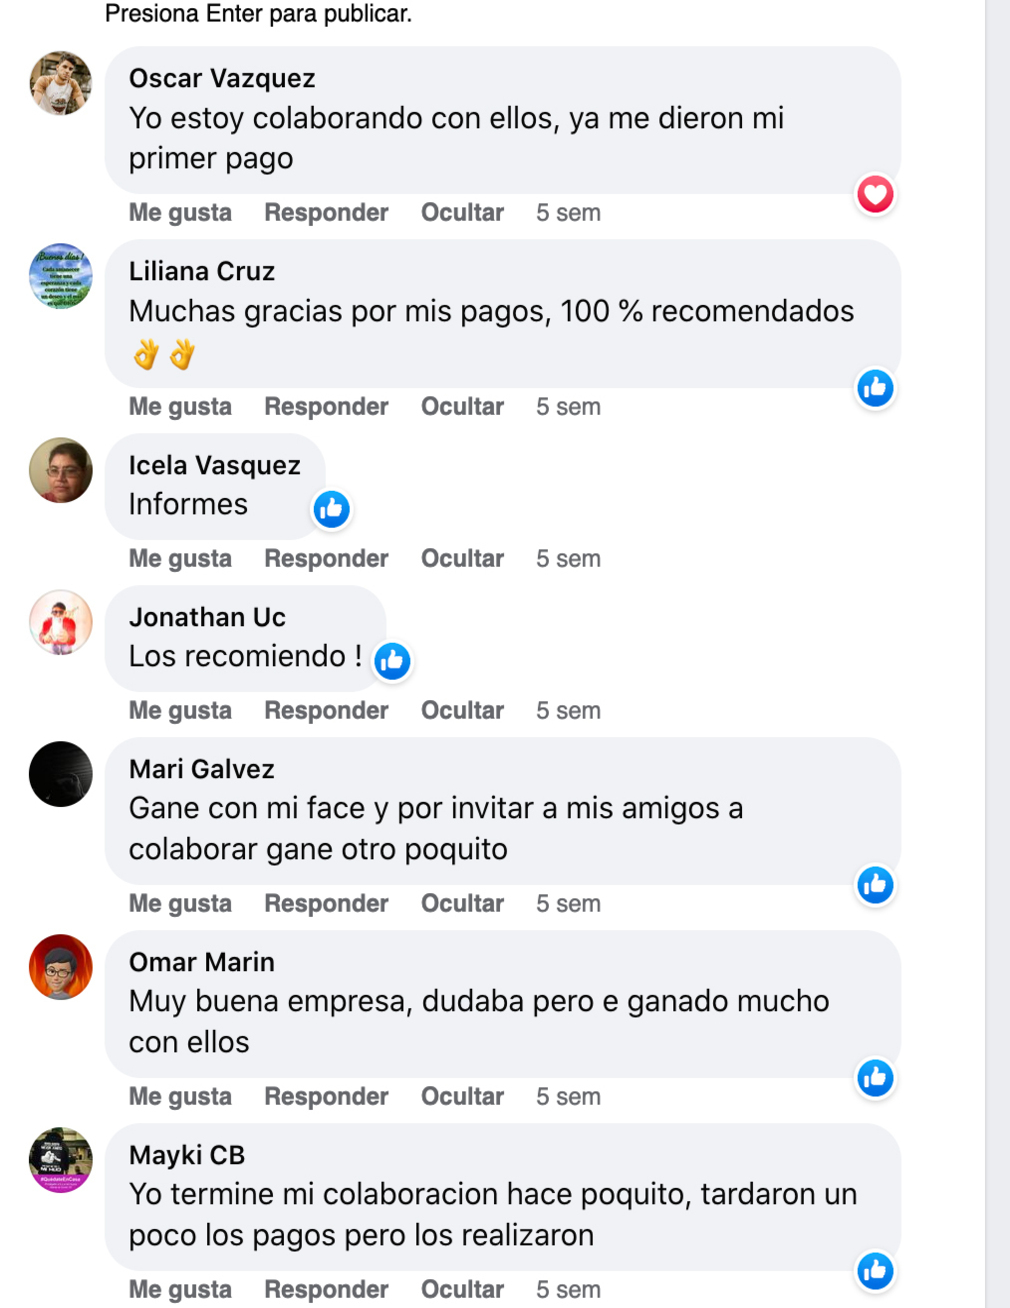 Presiona Enter para publicar.
Oscar Vazquez
Yo estoy colaborando con ellos, ya me dieron mi
primer pago
Me gusta Responder Ocultar 5 sem
¡Buenos días!
Liliana Cruz
Muchas gracias por mis pagos, 100 % recomendados
👌👌
Me gusta Responder Ocultar 5 sem
Icela Vasquez
Informes
Me gusta Responder Ocultar 5 sem
Jonathan Uc
Los recomiendo !
Me gusta Responder Ocultar 5 sem
Mari Galvez
Gane con mi face y por invitar a mis amigos a
colaborar gane otro poquito
Me gusta Responder Ocultar 5 sem
Omar Marin
Muy buena empresa, dudaba pero e ganado mucho
con ellos
Me gusta Responder Ocultar 5 sem
Mayki CB
Yo termine mi colaboracion hace poquito, tardaron un
poco los pagos pero los realizaron
Me gusta Responder Ocultar 5 sem